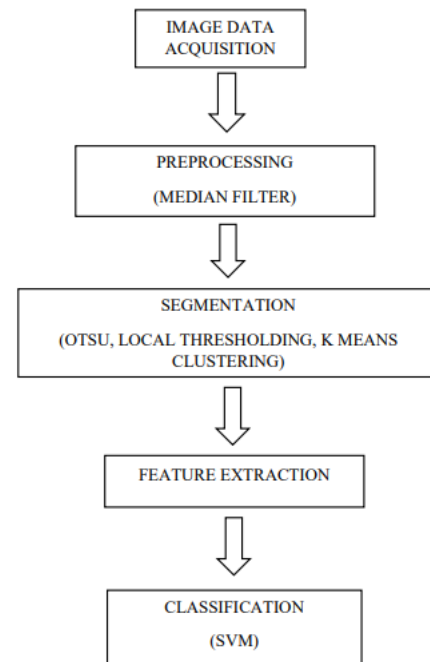 IMAGE DATA
ACQUISITION
PREPROCESSING
(MEDIAN FILTER)
SEGMENTATION
(OTSU, LOCAL THRESHOLDING, K MEANS
CLUSTERING)
FEATURE EXTRACTION
CLASSIFICATION
(SVM)